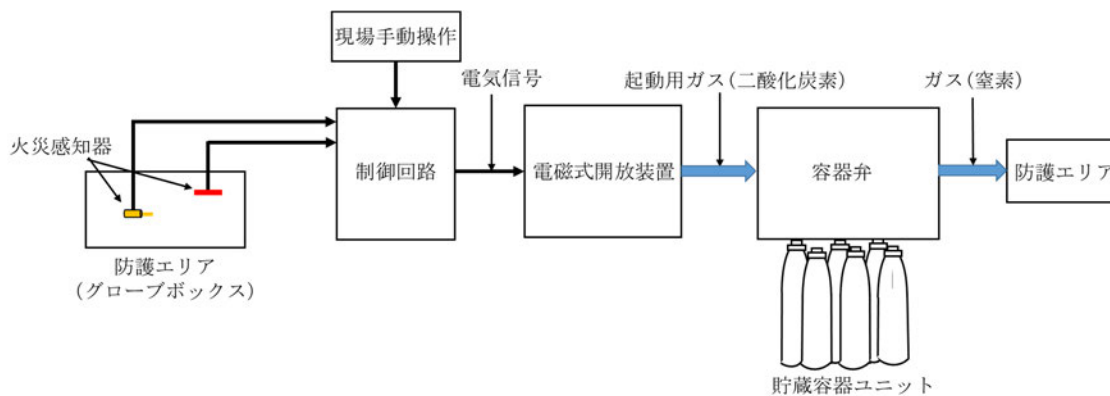 現場手動操作
電気信号
起動用ガス(二酸化炭素)
ガス(窒素)
火災感知器
制御回路
電磁式開放装置
容器弁
防護エリア
防護エリア
(グローブボックス)
貯蔵容器ユニット